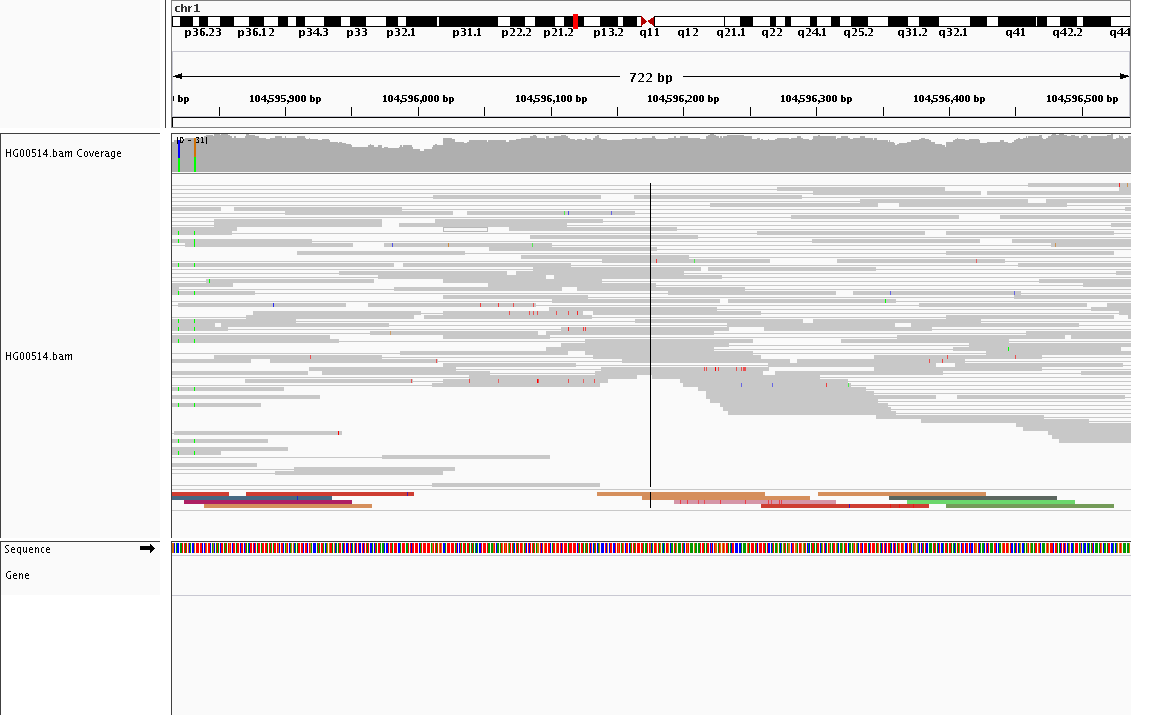 chr1
p36.23 p36.12 p34.3 p33 p32.1 p31.1 p22.2 p21.2 p13.2 q11 q12 q21.1 q22 q24.1 q25.2 q31.2 q32.1 q41 q42.2 q44
722 bp
bp 104,595,900 bp 104,596,000 bp 104,596,100 bp 104,596,200 bp 104,596,300 bp 104,596,400 bp 104,596,500 bp
[0 - 31]
HG00514.bam Coverage
HG00514.bam
Sequence
Gene